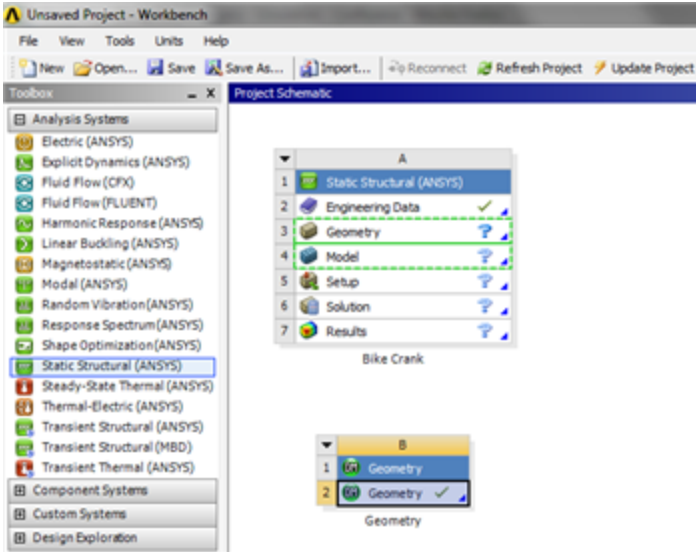 Unsaved Project - Workbench
File View Tools Units Help
New Open... Save Save As... Import... Reconnect Refresh Project Update Project
Toolbox
Project Schematic
Analysis Systems
Electric (ANSYS)
Explicit Dynamics (ANSYS)
Fluid Flow (CFX)
Fluid Flow (FLUENT)
Harmonic Response (ANSYS)
Linear Buckling (ANSYS)
Magnetostatic (ANSYS)
Modal (ANSYS)
Random Vibration (ANSYS)
Response Spectrum (ANSYS)
Shape Optimization (ANSYS)
Static Structural (ANSYS)
Steady-State Thermal (ANSYS)
Thermal-Electric (ANSYS)
Transient Structural (ANSYS)
Transient Structural (MBD)
Transient Thermal (ANSYS)
Component Systems
Custom Systems
Design Exploration
A
1 Static Structural (ANSYS)
2 Engineering Data
3 Geometry ?
4 Model ?
5 Setup ?
6 Solution ?
7 Results ?
Bike Crank
B
1 Geometry
2 Geometry
Geometry